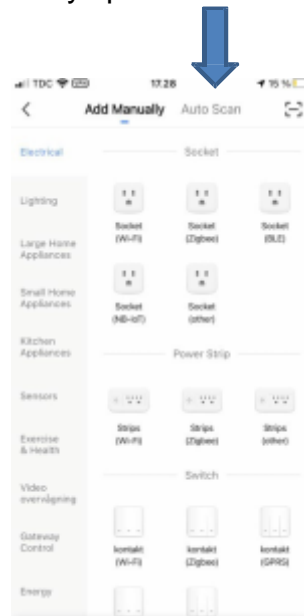 TDC 17.28 15 %
Add Manually Auto Scan
Electrical
Socket
Lighting
Socket (Wi-Fi)
Socket (Zigbee)
Socket (BLE)
Large Home Appliances
Small Home Appliances
Socket (NB-IoT)
Socket (other)
Kitchen Appliances
Power Strip
Sensors
Strips (Wi-Fi)
Strips (Zigbee)
Strips (other)
Exercise & Health
Switch
Video overvågning
Gateway Control
kontakt (Wi-Fi)
kontakt (Zigbee)
kontakt (GPRS)
Energy